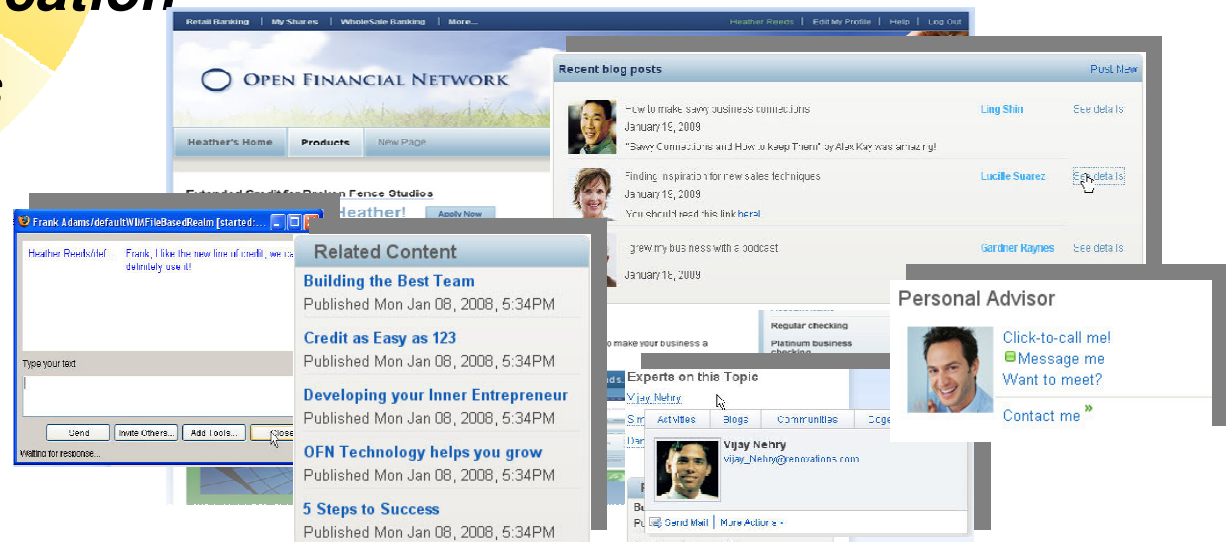 Retail Banking | My Shares | WholeSale Banking | More...
Heather Reeds | Edit My Profile | Help | Log Out
OPEN FINANCIAL NETWORK
Heather's Home Products New Page
Heather!
Apply Now
Recent blog posts Post New
How to make savvy business connections Ling Shin See details
January 19, 2009
"Savvy Connections and How to keep Them" by Alex Kay was amazing!
Finding inspiration for new sales techniques Lucille Suarez See details
January 19, 2009
You should read this link here!
I grew my business with a podcast Gardner Raynes See details
January 18, 2009
Frank Adams/defaultWIMFileBasedRealm [started:...
Heather Reeds/def... Frank, I like the new line of credit, we
definitely use it!
Type your text
Send Invite Others... Add Tools... Close
Waiting for response...
Related Content
Building the Best Team
Published Mon Jan 08, 2008, 5:34PM
Credit as Easy as 123
Published Mon Jan 08, 2008, 5:34PM
Developing your Inner Entrepreneur
Published Mon Jan 08, 2008, 5:34PM
OFN Technology helps you grow
Published Mon Jan 08, 2008, 5:34PM
5 Steps to Success
Published Mon Jan 08, 2008, 5:34PM
Regular checking
Platinum business
checking
make your business a
Experts on this Topic
Vijay Nehry
Activities Blogs Communities
Vijay Nehry
vijay_Nehry@renovations.com
Send Mail | More Actions
Personal Advisor
Click-to-call me!
Message me
Want to meet?
Contact me »